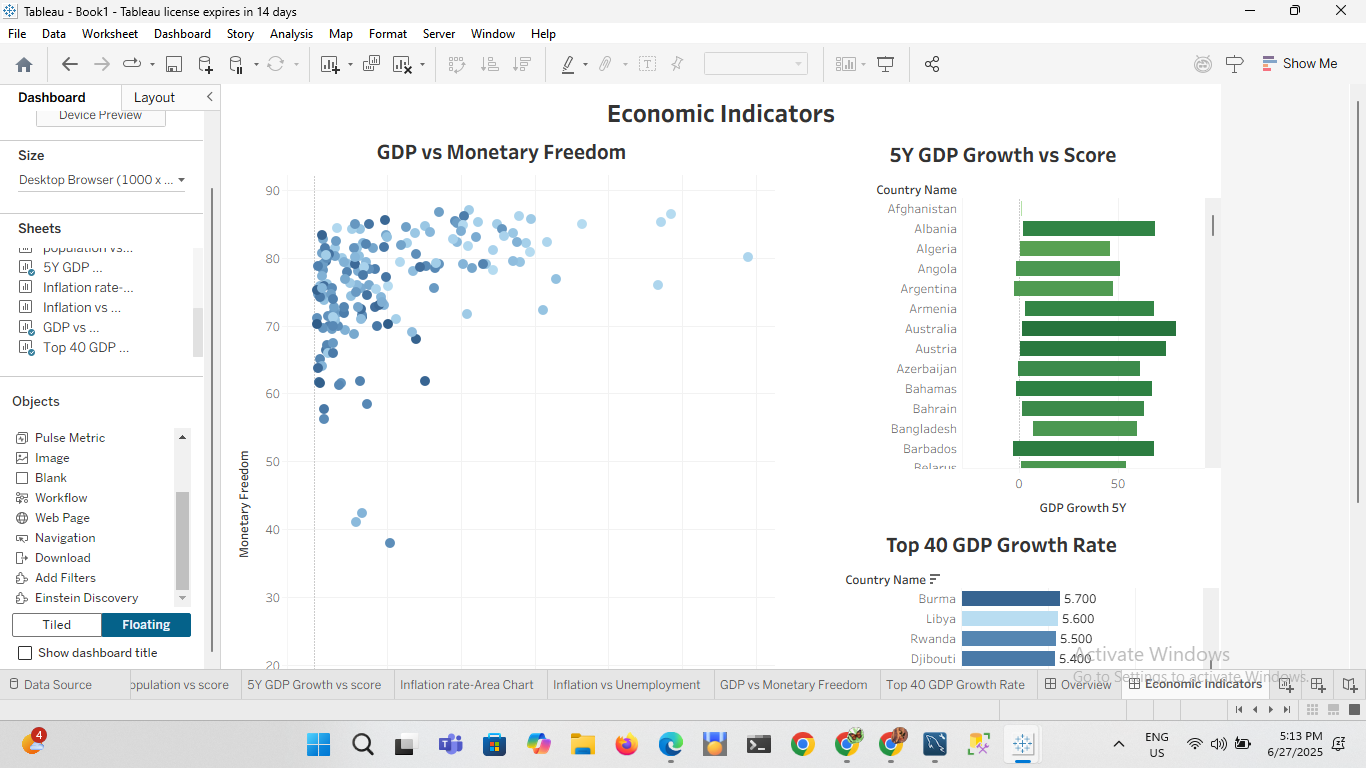 Tableau - Book1 - Tableau license expires in 14 days
File Data Worksheet Dashboard Story Analysis Map Format Server Window Help
Show Me
Dashboard Layout
Device Preview
Size
Desktop Browser (1000 x ...
Sheets
population vs...
5Y GDP ...
Inflation rate-...
Inflation vs ...
GDP vs ...
Top 40 GDP ...
Objects
Pulse Metric
Image
Blank
Workflow
Web Page
Navigation
Download
Add Filters
Einstein Discovery
Tiled Floating
Show dashboard title
Economic Indicators
GDP vs Monetary Freedom
90
80
70
60
50
40
30
20
Monetary Freedom
5Y GDP Growth vs Score
Country Name
Afghanistan
Albania
Algeria
Angola
Argentina
Armenia
Australia
Austria
Azerbaijan
Bahamas
Bahrain
Bangladesh
Barbados
Belarus
0 50
GDP Growth 5Y
Top 40 GDP Growth Rate
Country Name
Burma 5.700
Libya 5.600
Rwanda 5.500
Djibouti 5.400
Activate Windows
Go to Settings to activate Windows.
Data Source opulation vs score 5Y GDP Growth vs score Inflation rate-Area Chart Inflation vs Unemployment GDP vs Monetary Freedom Top 40 GDP Growth Rate Overview Economic Indicators
4
ENG
US
5:13 PM
6/27/2025